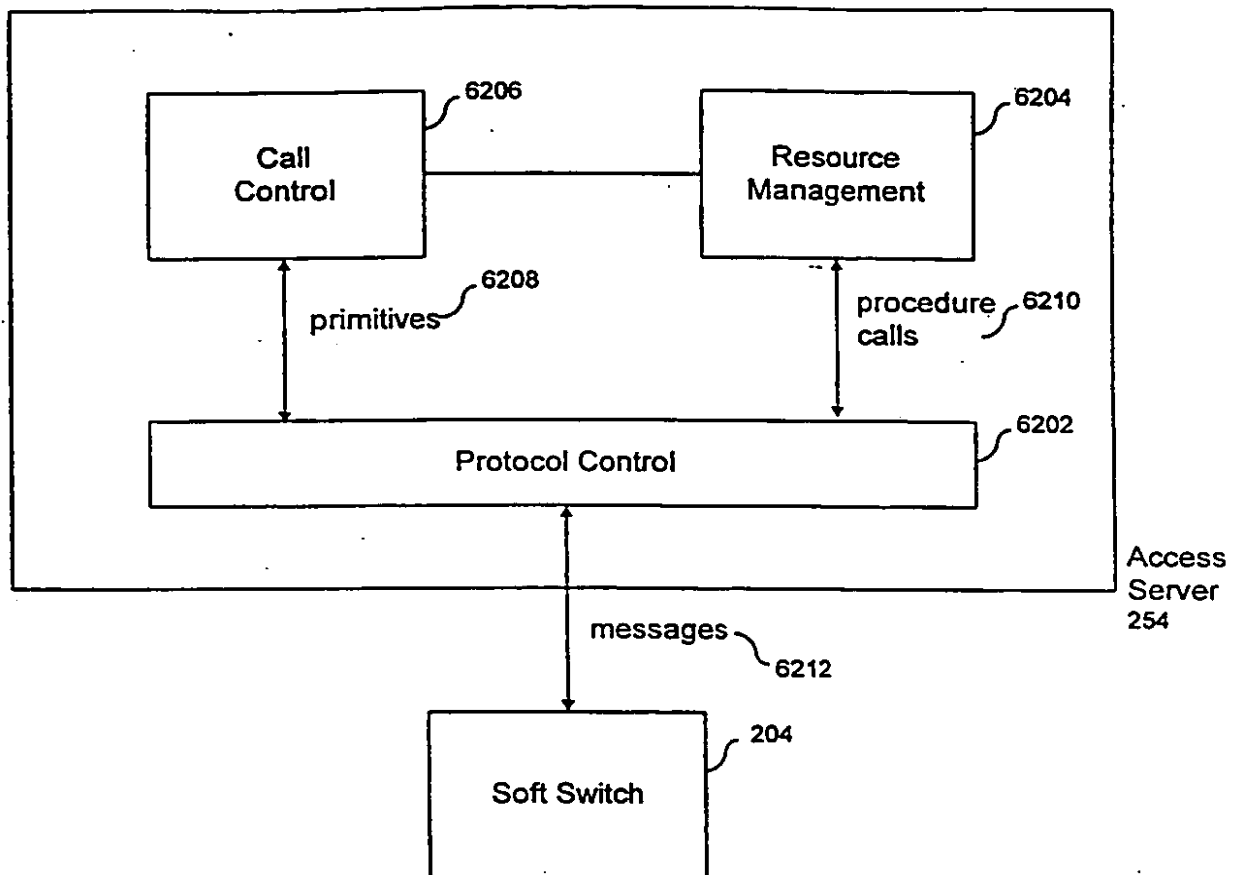 6206
6204
Call
Control
Resource
Management
primitives
6208
procedure
calls
6210
6202
Protocol Control
Access
Server
254
messages
6212
204
Soft Switch